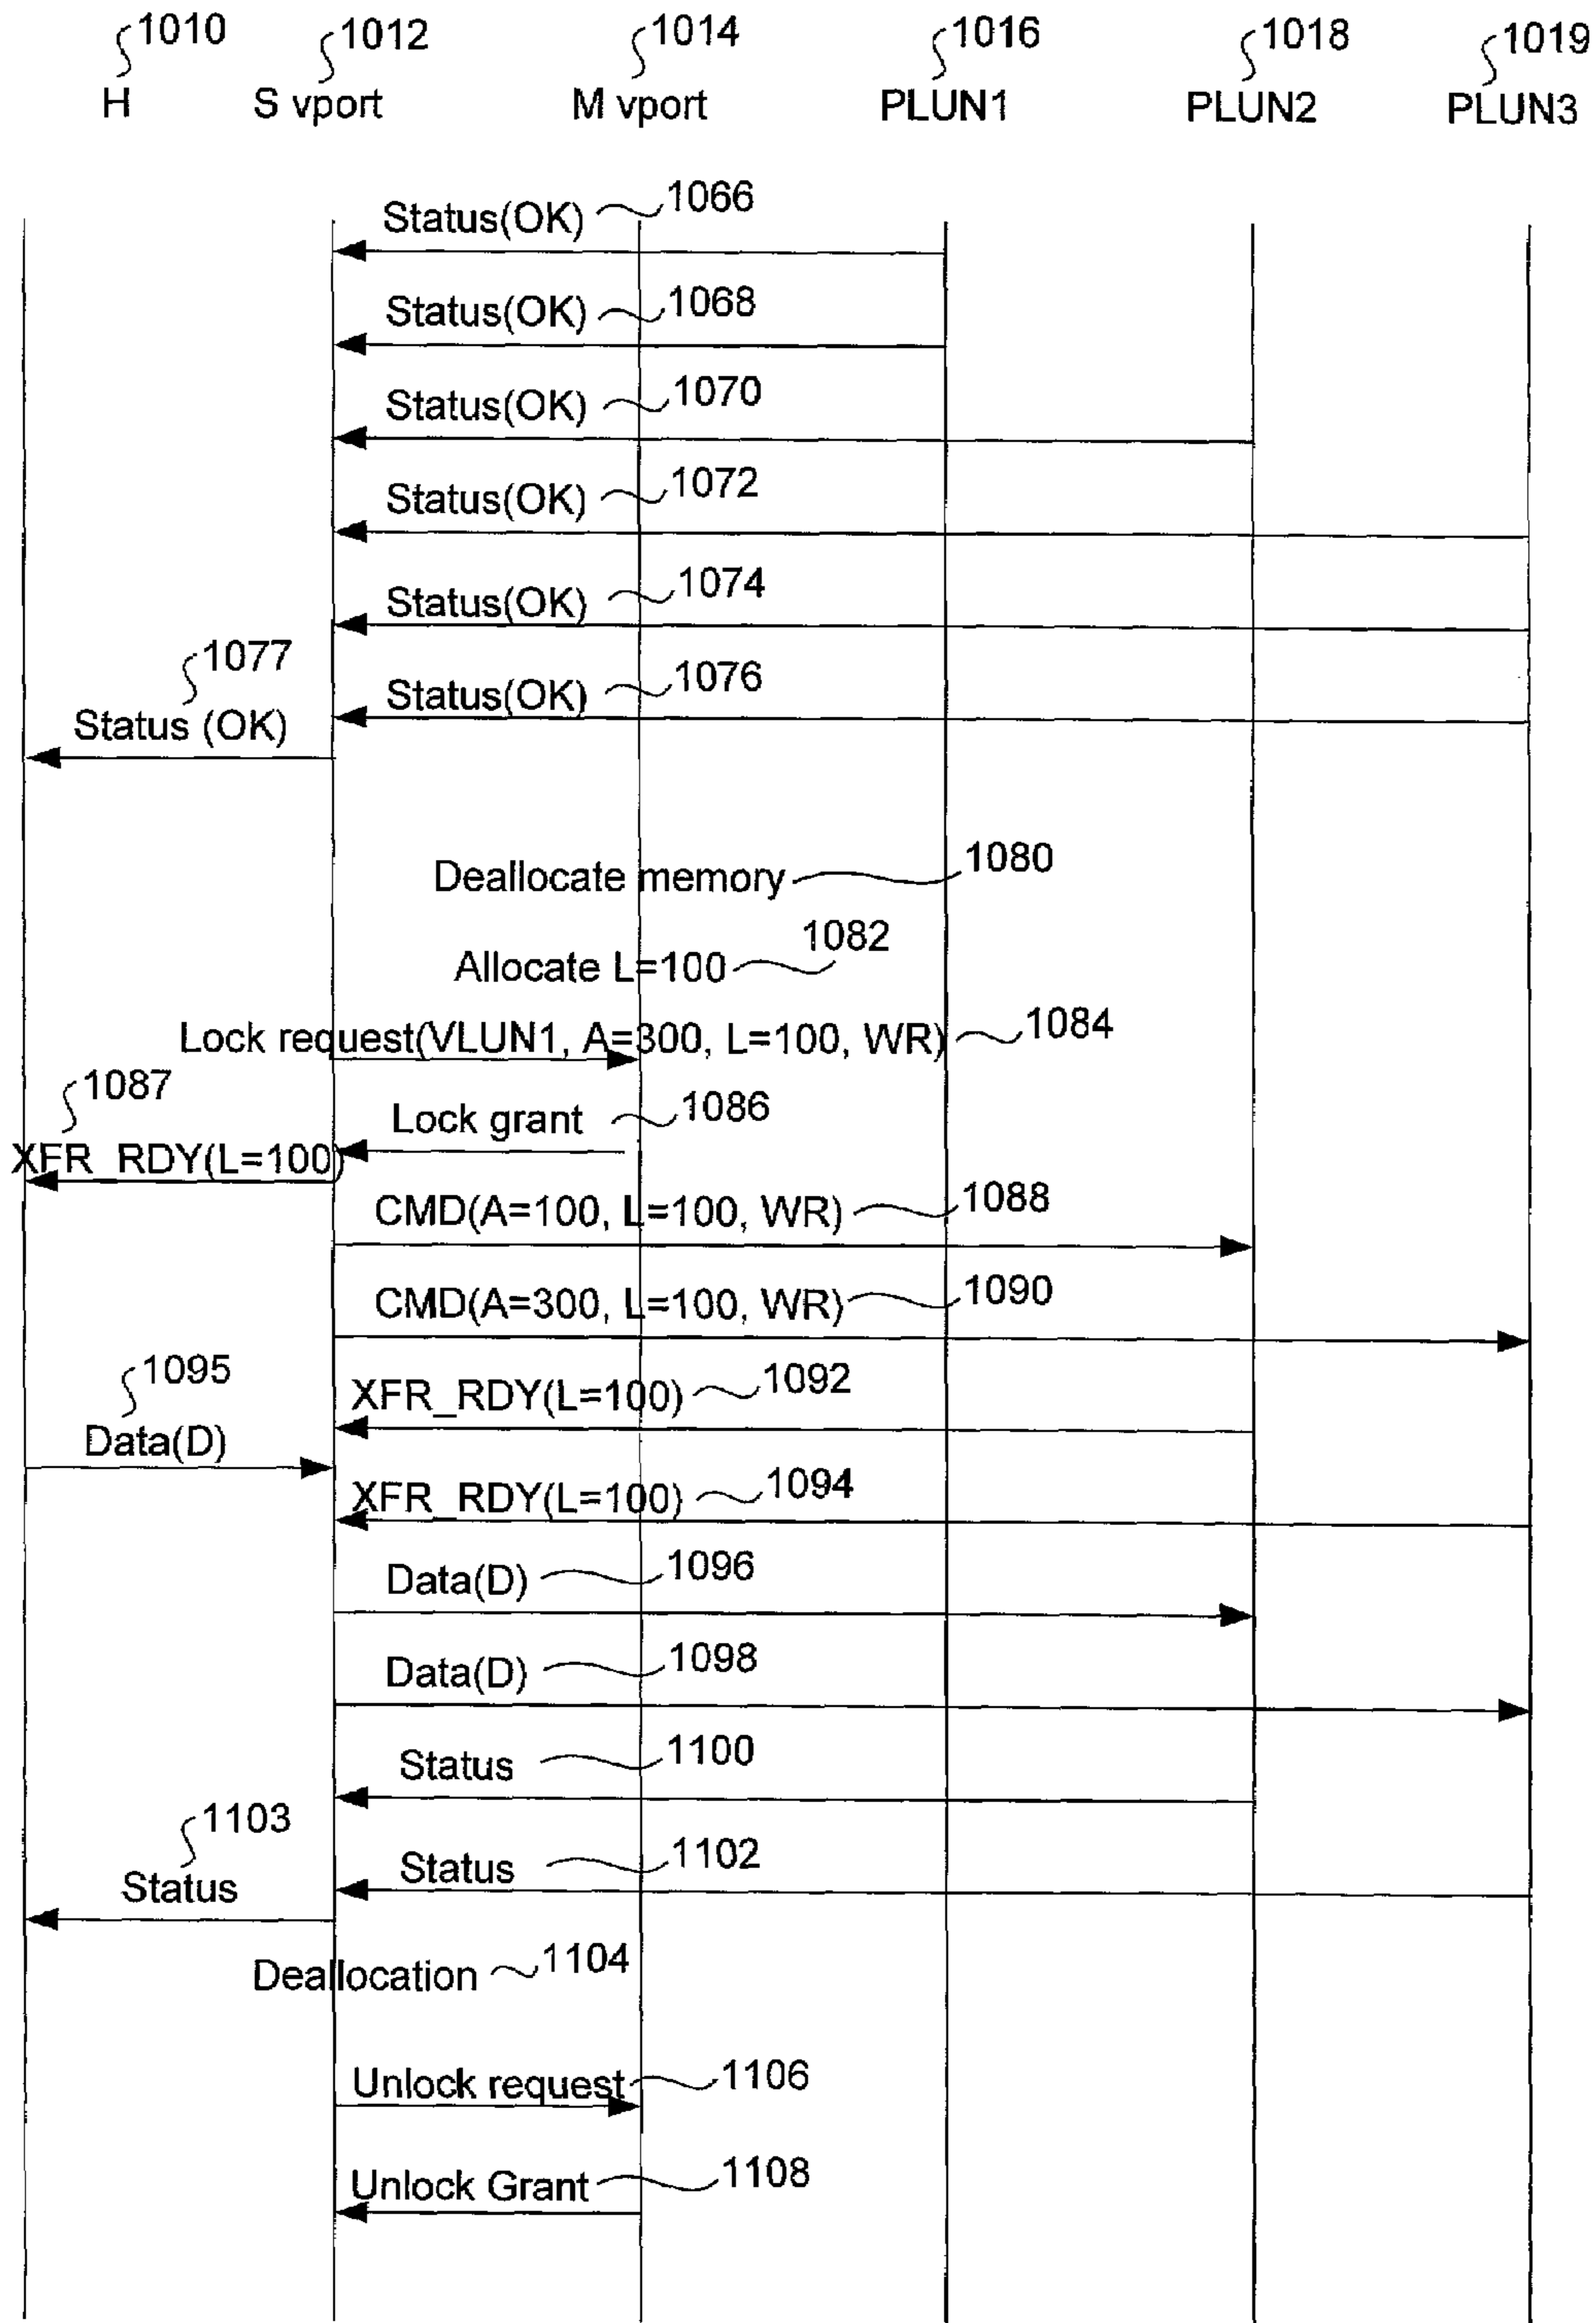 1010 1012 1014 1016 1018 1019
H S vport M vport PLUN1 PLUN2 PLUN3
Status(OK) 1066
Status(OK) 1068
Status(OK) 1070
Status(OK) 1072
Status(OK) 1074
1077
Status(OK) 1076
Status (OK)
Deallocate memory 1080
Allocate L=100 1082
Lock request(VLUN1, A=300, L=100, WR) 1084
1087
Lock grant 1086
XFR_RDY(L=100)
CMD(A=100, L=100, WR) 1088
CMD(A=300, L=100, WR) 1090
1095
XFR_RDY(L=100) 1092
Data(D)
XFR_RDY(L=100) 1094
Data(D) 1096
Data(D) 1098
Status 1100
1103
Status 1102
Status
Deallocation 1104
Unlock request 1106
Unlock Grant 1108